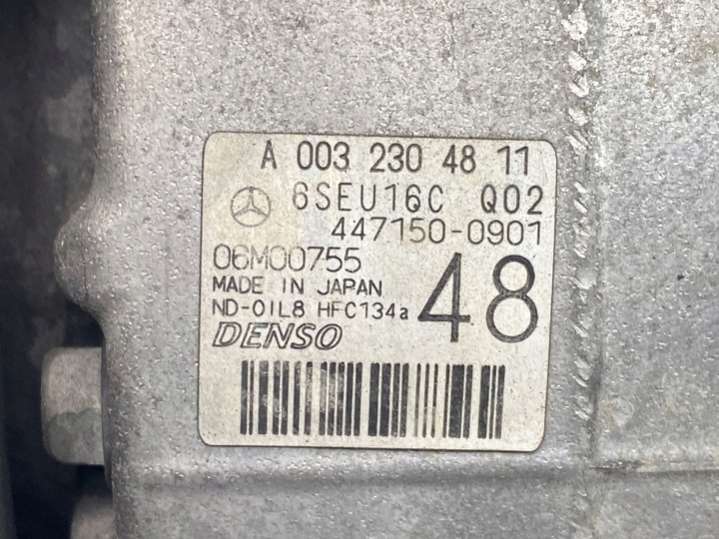 A 003 230 48 11
6SEU16C Q02
447150-0901
06M00755
MADE IN JAPAN
ND-OIL8 HFC134a
48
DENSO